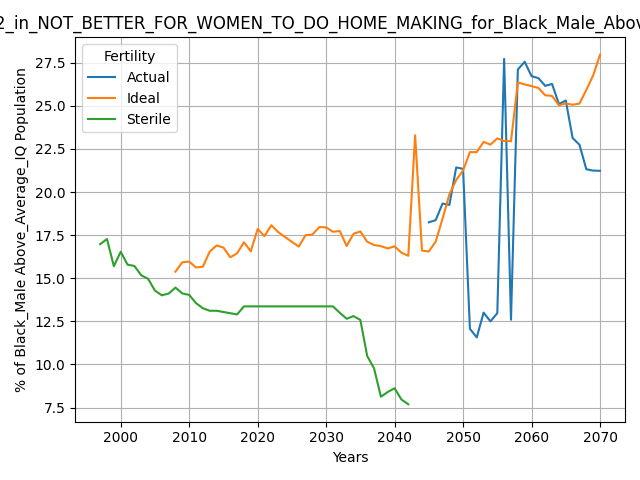 2_in_NOT_BETTER_FOR_WOMEN_TO_DO_HOME_MAKING_for_Black_Male_Abov
Fertility
Actual
Ideal
Sterile
27.5
25.0
22.5
20.0
17.5
15.0
12.5
10.0
7.5
% of Black_Male Above_Average_IQ Population
2000 2010 2020 2030 2040 2050 2060 2070
Years